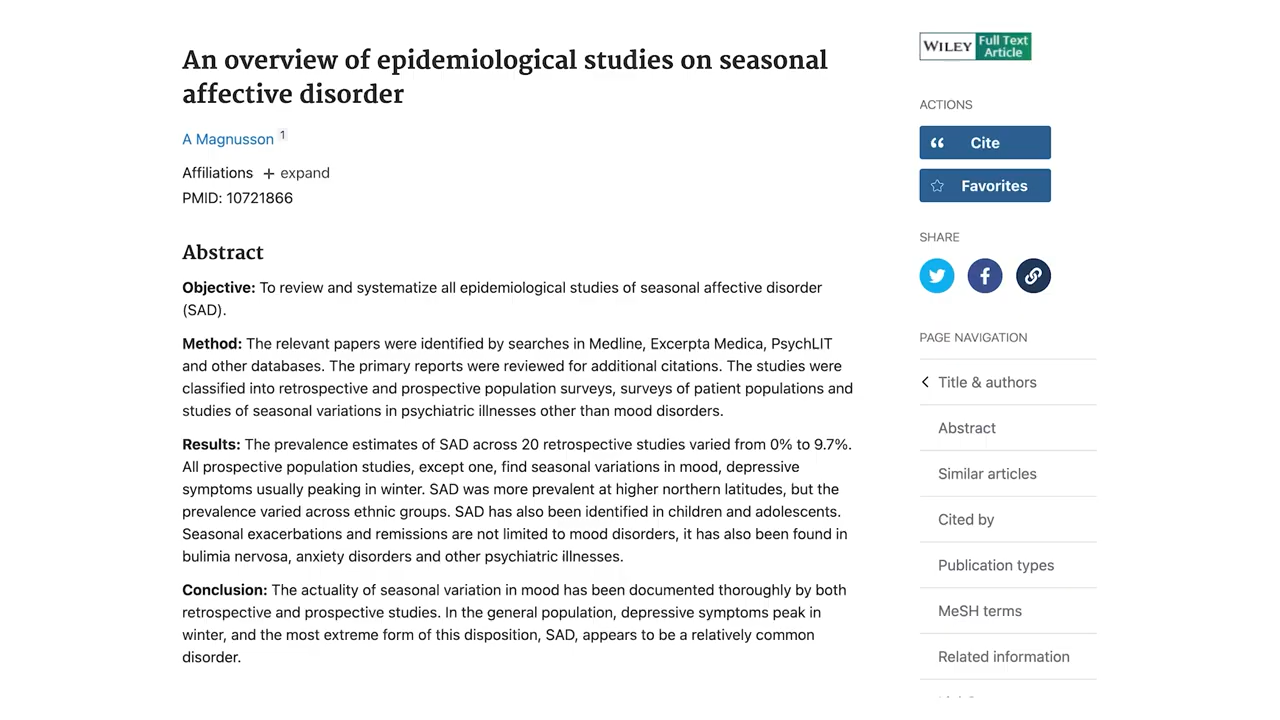 An overview of epidemiological studies on seasonal
affective disorder
A Magnusson 1
Affiliations + expand
PMID: 10721866
Abstract
Objective: To review and systematize all epidemiological studies of seasonal affective disorder
(SAD).
Method: The relevant papers were identified by searches in Medline, Excerpta Medica, PsychLIT
and other databases. The primary reports were reviewed for additional citations. The studies were
classified into retrospective and prospective population surveys, surveys of patient populations and
studies of seasonal variations in psychiatric illnesses other than mood disorders.
Results: The prevalence estimates of SAD across 20 retrospective studies varied from 0% to 9.7%.
All prospective population studies, except one, find seasonal variations in mood, depressive
symptoms usually peaking in winter. SAD was more prevalent at higher northern latitudes, but the
prevalence varied across ethnic groups. SAD has also been identified in children and adolescents.
Seasonal exacerbations and remissions are not limited to mood disorders, it has also been found in
bulimia nervosa, anxiety disorders and other psychiatric illnesses.
Conclusion: The actuality of seasonal variation in mood has been documented thoroughly by both
retrospective and prospective studies. In the general population, depressive symptoms peak in
winter, and the most extreme form of this disposition, SAD, appears to be a relatively common
disorder.
WILEY Full Text
Article
ACTIONS
Cite
Favorites
SHARE
PAGE NAVIGATION
Title & authors
Abstract
Similar articles
Cited by
Publication types
MeSH terms
Related information